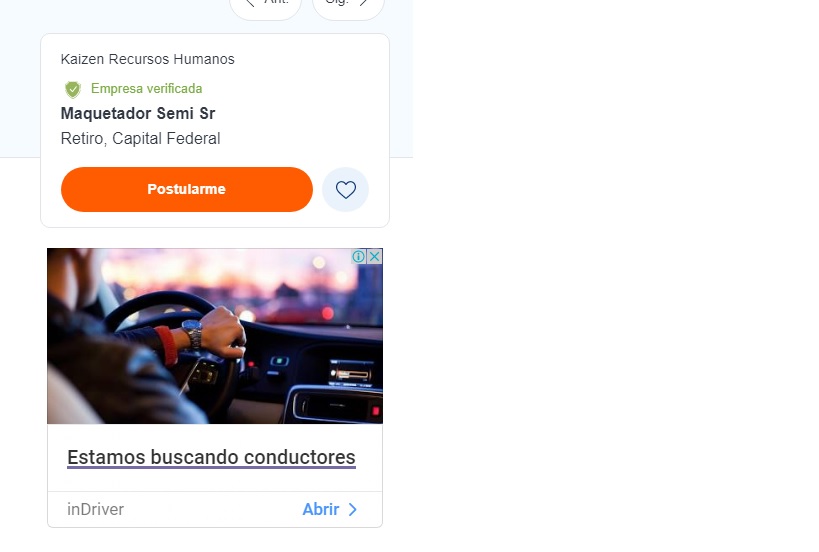 Ant.
Sig.
Kaizen Recursos Humanos
Empresa verificada
Maquetador Semi Sr
Retiro, Capital Federal
Postularme
Estamos buscando conductores
inDriver
Abrir